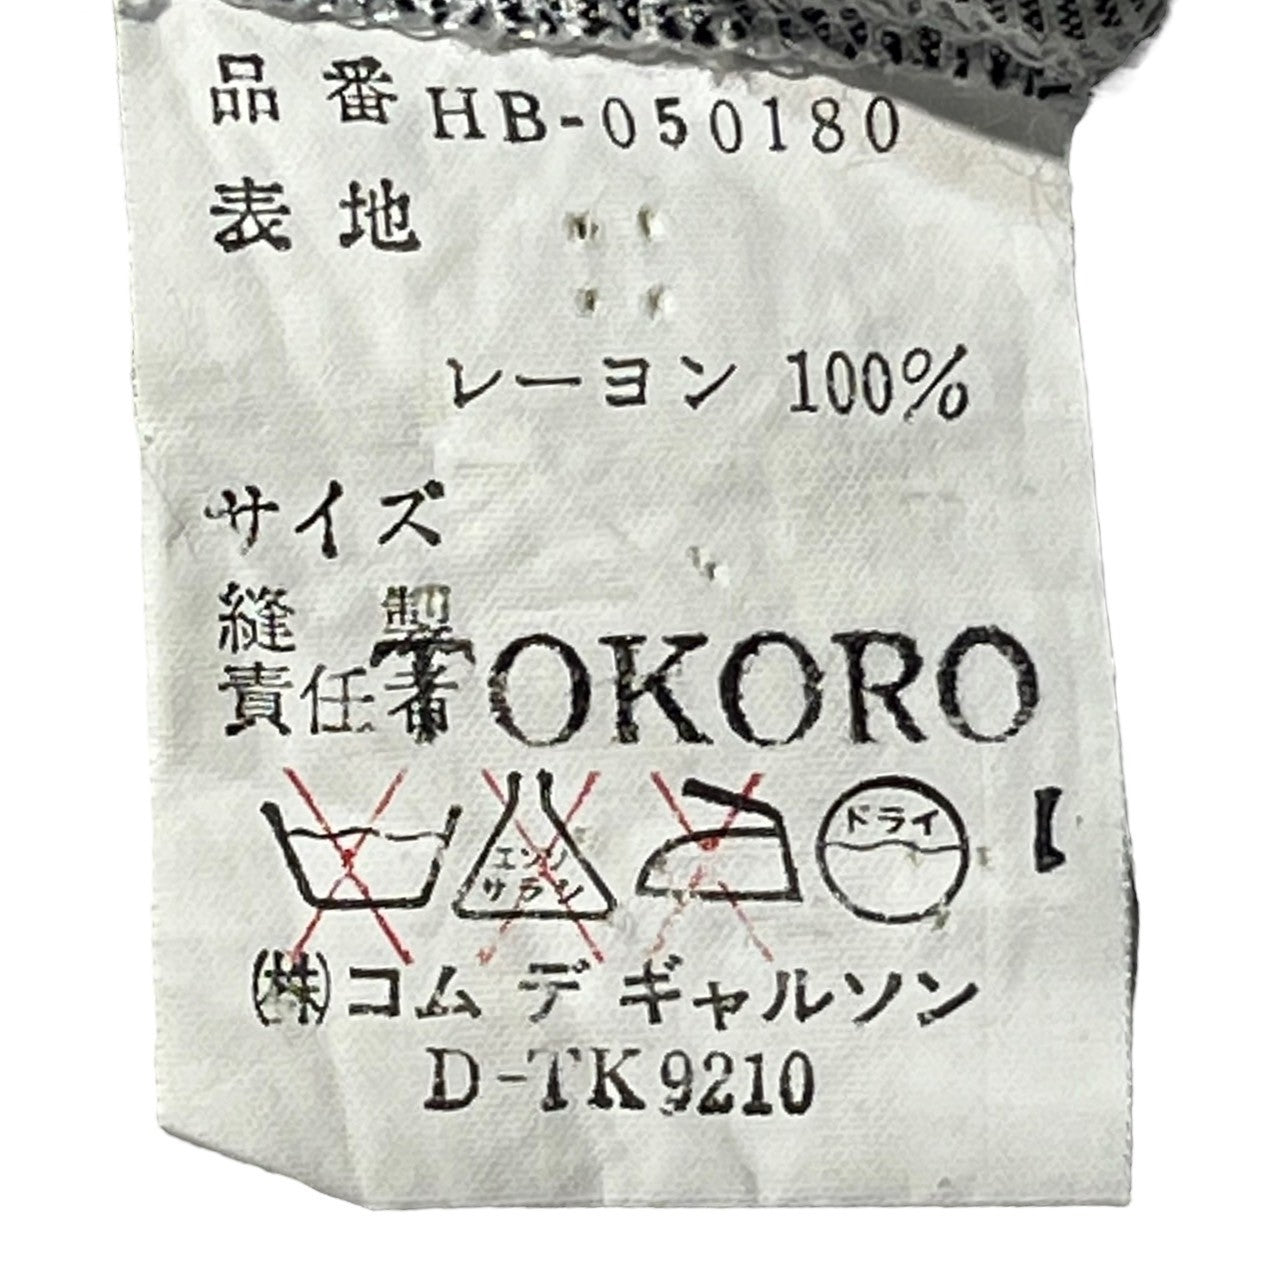 品番 HB-050180
表地
レーヨン 100%
サイズ
縫製
責任者 TOKORO
エンソ ドライ
サラシ
㈱コム デ ギャルソン
D-TK9210